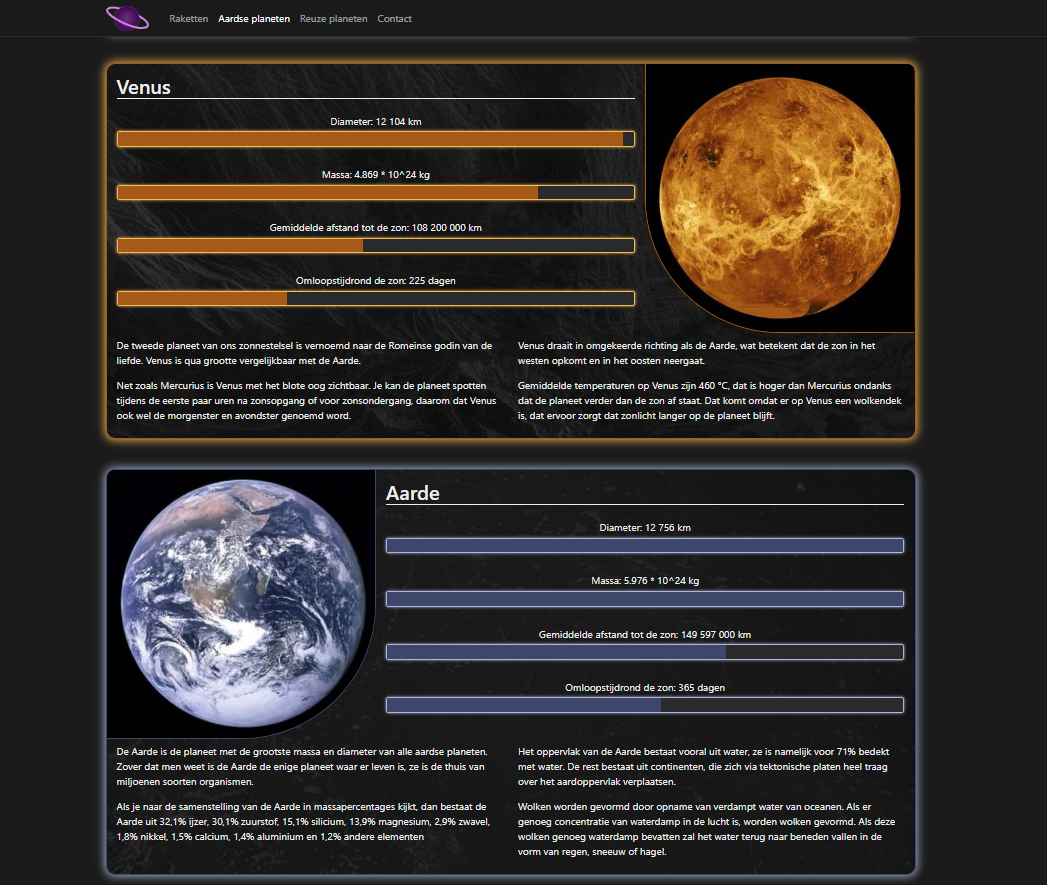 Raketten Aardse planeten Reuze planeten Contact
Venus
Diameter: 12 104 km
Massa: 4.869 * 10^24 kg
Gemiddelde afstand tot de zon: 108 200 000 km
Omloopstijdrond de zon: 225 dagen
De tweede planeet van ons zonnestelsel is vernoemd naar de Romeinse godin van de
liefde. Venus is qua grootte vergelijkbaar met de Aarde.
Net zoals Mercurius is Venus met het blote oog zichtbaar. Je kan de planeet spotten
tijdens de eerste paar uren na zonsopgang of voor zonsondergang, daarom dat Venus
ook wel de morgenster en avondster genoemd word.
Venus draait in omgekeerde richting als de Aarde, wat betekent dat de zon in het
westen opkomt en in het oosten neergaat.
Gemiddelde temperaturen op Venus zijn 460 °C, dat is hoger dan Mercurius ondanks
dat de planeet verder dan de zon af staat. Dat komt omdat er op Venus een wolkendek
is, dat ervoor zorgt dat zonlicht langer op de planeet blijft.
Aarde
Diameter: 12 756 km
Massa: 5.976 * 10^24 kg
Gemiddelde afstand tot de zon: 149 597 000 km
Omloopstijdrond de zon: 365 dagen
De Aarde is de planeet met de grootste massa en diameter van alle aardse planeten.
Zover dat men weet is de Aarde de enige planeet waar er leven is, ze is de thuis van
miljoenen soorten organismen.
Als je naar de samenstelling van de Aarde in massapercentages kijkt, dan bestaat de
Aarde uit 32,1% ijzer, 30,1% zuurstof, 15,1% silicium, 13,9% magnesium, 2,9% zwavel,
1,8% nikkel, 1,5% calcium, 1,4% aluminium en 1,2% andere elementen
Het oppervlak van de Aarde bestaat vooral uit water, ze is namelijk voor 71% bedekt
met water. De rest bestaat uit continenten, die zich via tektonische platen heel traag
over het aardoppervlak verplaatsen.
Wolken worden gevormd door opname van verdampt water van oceanen. Als er
genoeg concentratie van waterdamp in de lucht is, worden wolken gevormd. Als deze
wolken genoeg waterdamp bevatten zal het water terug naar beneden vallen in de
vorm van regen, sneeuw of hagel.